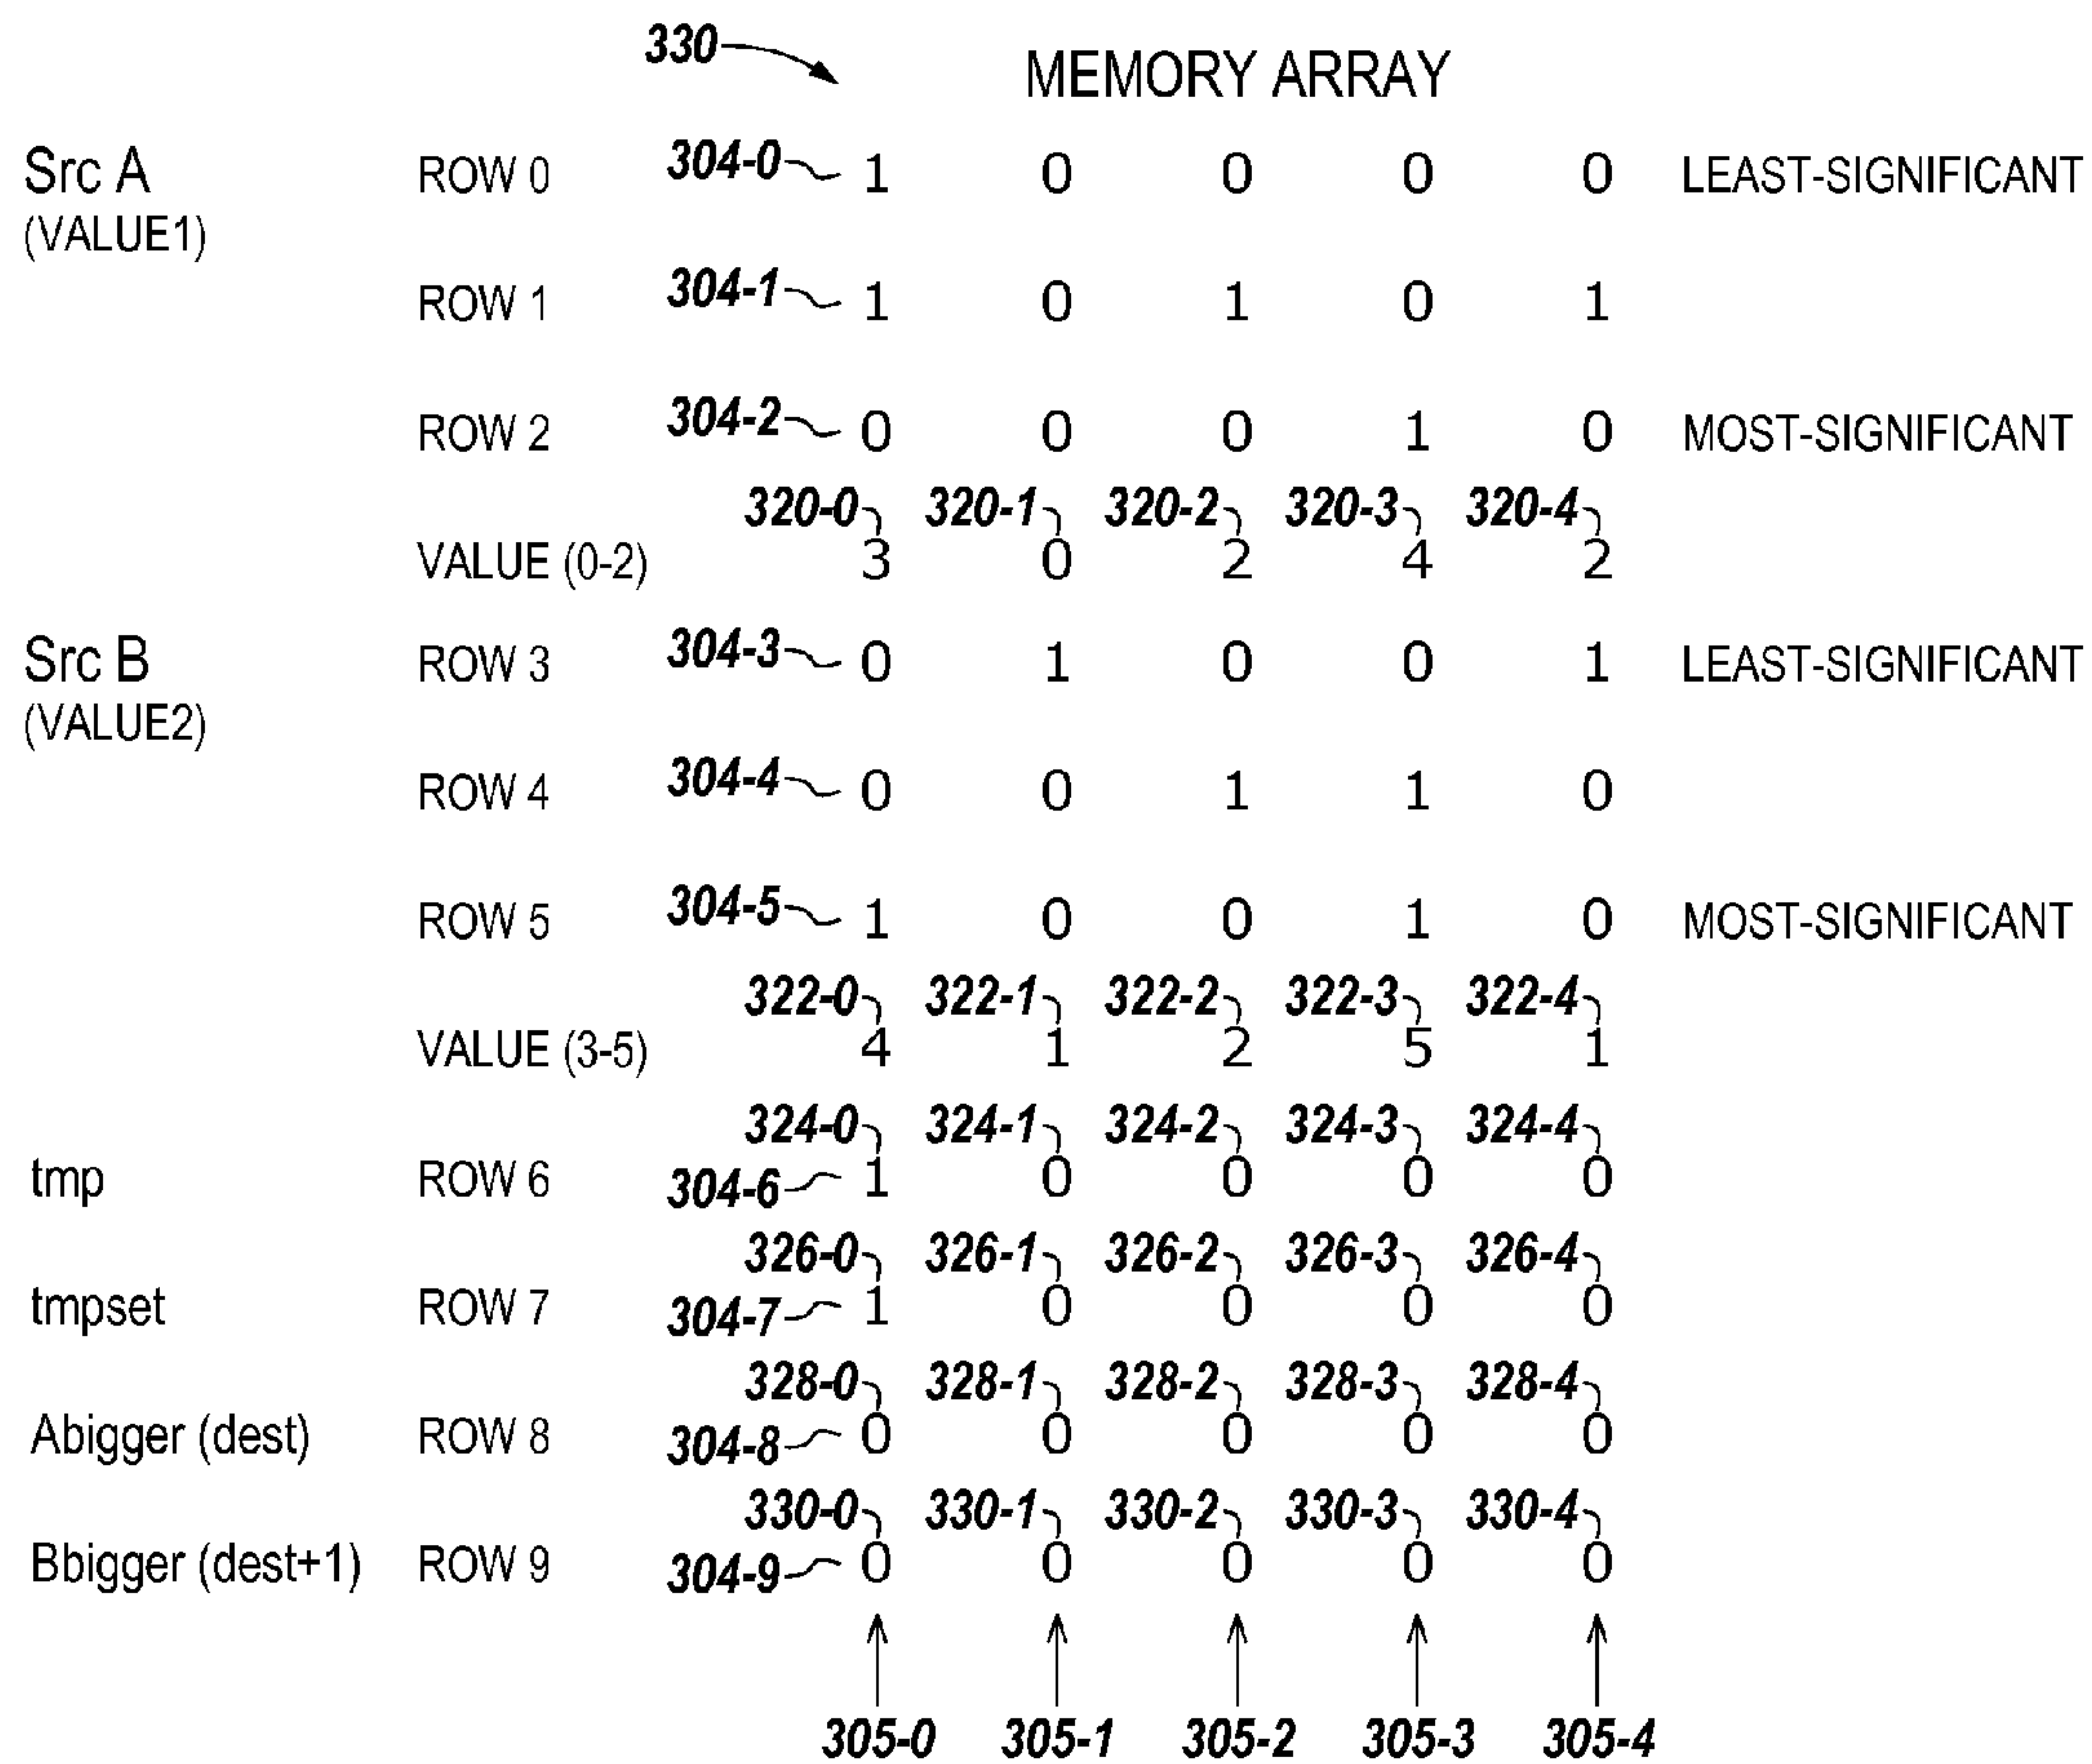 330 MEMORY ARRAY
Src A ROW 0 304-0 1 0 0 0 0 LEAST-SIGNIFICANT
(VALUE1)
ROW 1 304-1 1 0 1 0 1
ROW 2 304-2 0 0 0 1 0 MOST-SIGNIFICANT
320-0 320-1 320-2 320-3 320-4
VALUE (0-2) 3 0 2 4 2
Src B ROW 3 304-3 0 1 0 0 1 LEAST-SIGNIFICANT
(VALUE2)
ROW 4 304-4 0 0 1 1 0
ROW 5 304-5 1 0 0 1 0 MOST-SIGNIFICANT
322-0 322-1 322-2 322-3 322-4
VALUE (3-5) 4 1 2 5 1
324-0 324-1 324-2 324-3 324-4
tmp ROW 6 304-6 1 0 0 0 0
326-0 326-1 326-2 326-3 326-4
tmpset ROW 7 304-7 1 0 0 0 0
328-0 328-1 328-2 328-3 328-4
Abigger (dest) ROW 8 304-8 0 0 0 0 0
330-0 330-1 330-2 330-3 330-4
Bbigger (dest+1) ROW 9 304-9 0 0 0 0 0
305-0 305-1 305-2 305-3 305-4